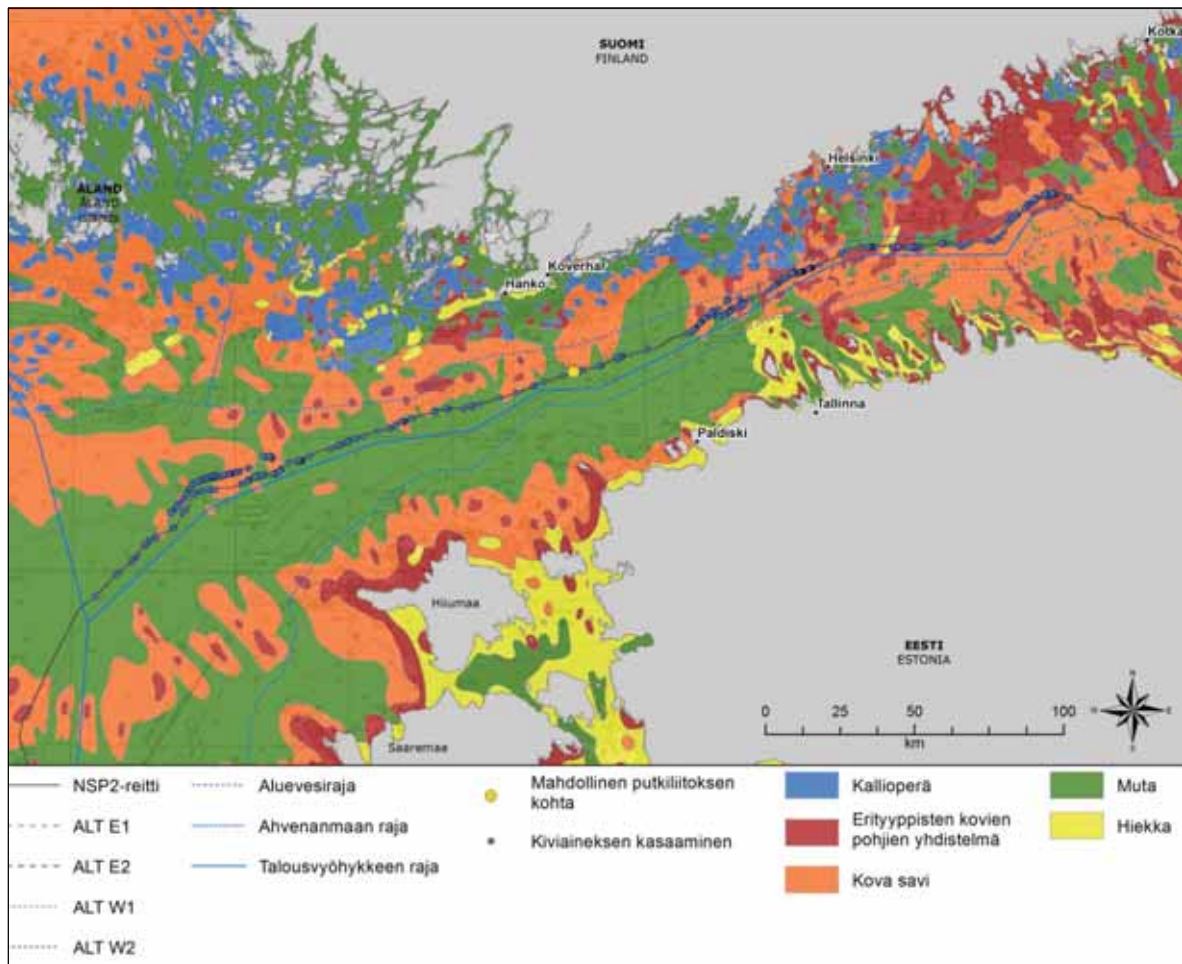 SUOMI
FINLAND
Kotka
Helsinki
ÅLAND
ÅLAND
Koverhar
Hanko
Tallinna
Paldiski
Hiiumaa
EESTI
ESTONIA
Saaremaa
0 25 50 100
km
NSP2-reitti
ALT E1
ALT E2
ALT W1
ALT W2
Aluevesiraja
Ahvenanmaan raja
Talousvyöhykkeen raja
Mahdollinen putkiliitoksen
kohta
Kiviaineksen kasaaminen
Kallioperä
Erityyppisten kovien
pohjien yhdistelmä
Kova savi
Muta
Hiekka